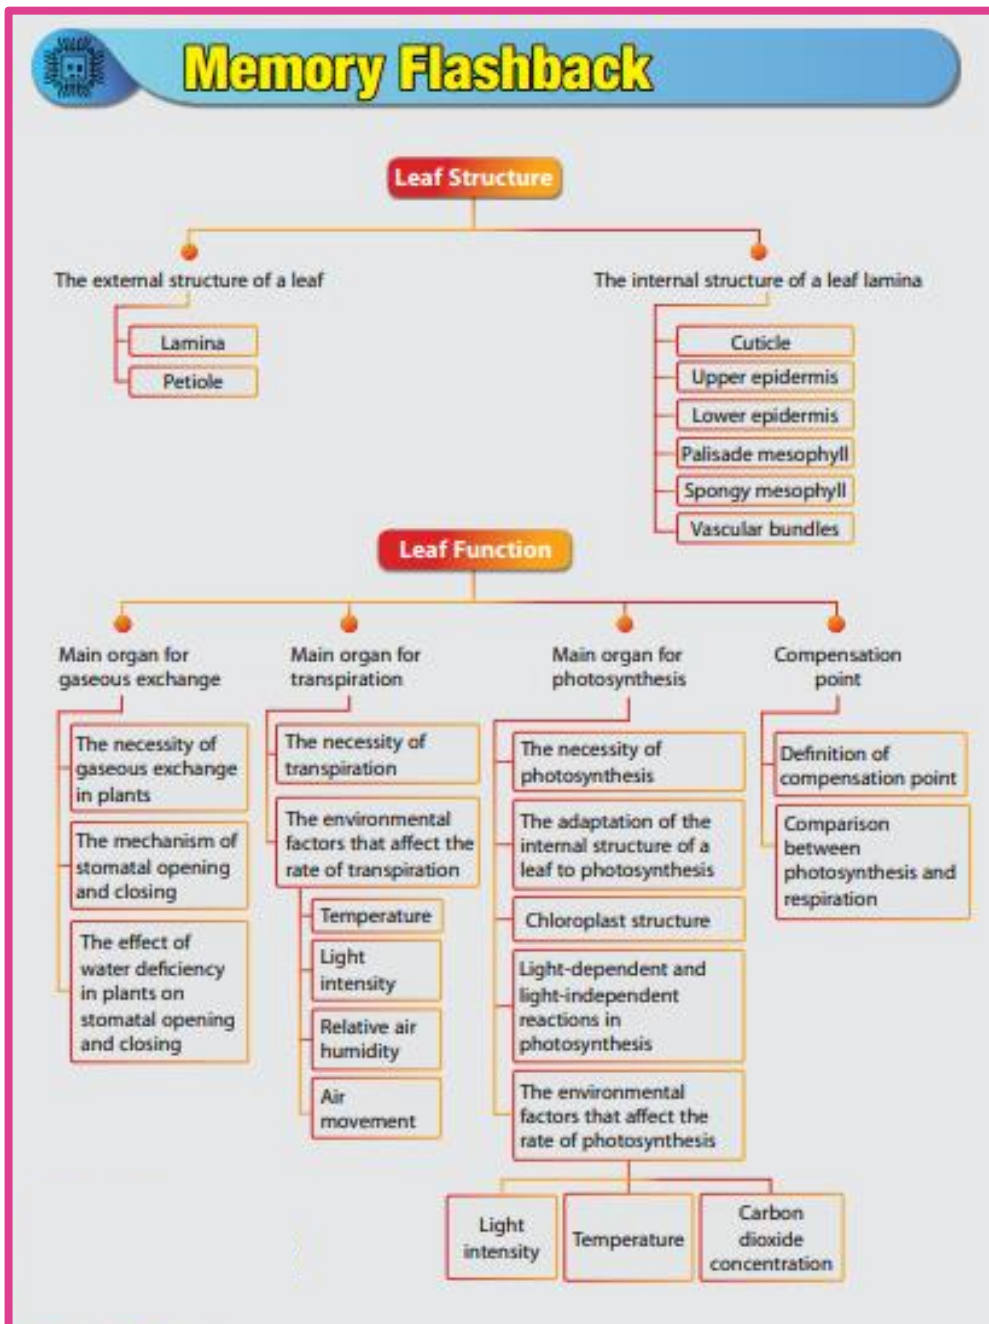 Memory Flashback
Leaf Structure
The external structure of a leaf
Lamina
Petiole
The internal structure of a leaf lamina
Cuticle
Upper epidermis
Lower epidermis
Palisade mesophyll
Spongy mesophyll
Vascular bundles
Leaf Function
Main organ for
gaseous exchange
The necessity of
gaseous exchange
in plants
The mechanism of
stomatal opening
and closing
The effect of
water deficiency
in plants on
stomatal opening
and closing
Main organ for
transpiration
The necessity of
transpiration
The environmental
factors that affect the
rate of transpiration
Temperature
Light
intensity
Relative air
humidity
Air
movement
Main organ for
photosynthesis
The necessity of
photosynthesis
The adaptation of the
internal structure of a
leaf to photosynthesis
Chloroplast structure
Light-dependent and
light-independent
reactions in
photosynthesis
The environmental
factors that affect the
rate of photosynthesis
Light
intensity
Temperature
Carbon
dioxide
concentration
Compensation
point
Definition of
compensation point
Comparison
between
photosynthesis and
respiration